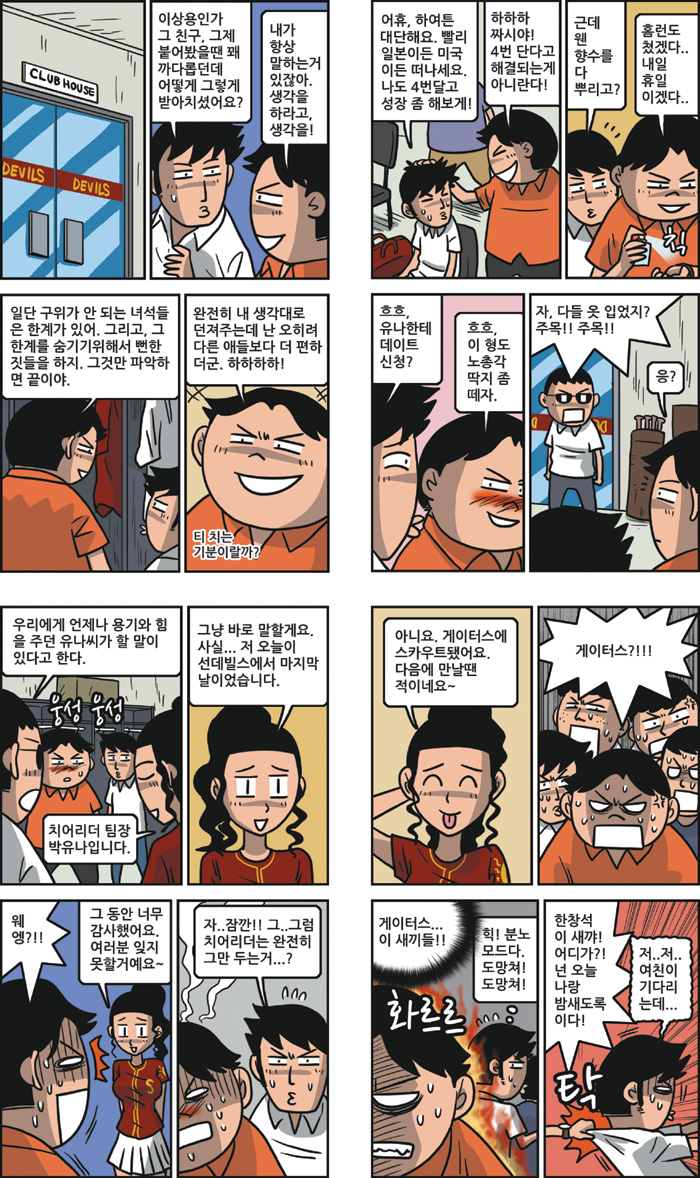 CLUB HOUSE
DEVILS
DEVILS
이상용인가
그 친구, 그제
붙어봤을땐 꽤
까다롭던데
어떻게 그렇게
받아치셨어요?
내가
항상
말하는거
있잖아.
생각을
하라고,
생각을!
일단 구위가 안 되는 녀석들
은 한계가 있어. 그리고, 그
한계를 숨기기위해서 뻔한
짓들을 하지. 그것만 파악하
면 끝이야.
완전히 내 생각대로
던져주는데 난 오히려
다른 애들보다 더 편하
더군. 하하하하!
티 치는
기분이랄까?
어휴, 하여튼
대단해요. 빨리
일본이든 미국
이든 떠나세요.
나도 4번달고
성장 좀 해보게!
하하하
짜시야!
4번 단다고
해결되는게
아니란다!
근데
웬
향수를
다
뿌리고?
홈런도
쳤겠다..
내일
휴일
이겠다..
칙
흐흐,
유나한테
데이트
신청?
흐흐,
이 형도
노총각
딱지 좀
떼자.
자, 다들 옷 입었지?
주목!! 주목!!
응?
우리에게 언제나 용기와 힘
을 주던 유나씨가 할 말이
있다고 한다.
웅성 웅성
치어리더 팀장
박유나입니다.
그냥 바로 말할게요.
사실... 저 오늘이
선데빌스에서 마지막
날이었습니다.
웨
엥?!!
그 동안 너무
감사했어요.
여러분 잊지
못할거예요~
S
자..잠깐!! 그..그럼
치어리더는 완전히
그만 두는거...?
아니요. 게이터스에
스카우트됐어요.
다음에 만날땐
적이네요~
게이터스?!!!
게이터스...
이 새끼들!!
화르르
힉! 분노
모드다.
도망쳐!
도망쳐!
한창석
이 새꺄!
어디가?!
넌 오늘
나랑
밤새도록
이다!
저..저..
여친이
기다리
는데...
탁